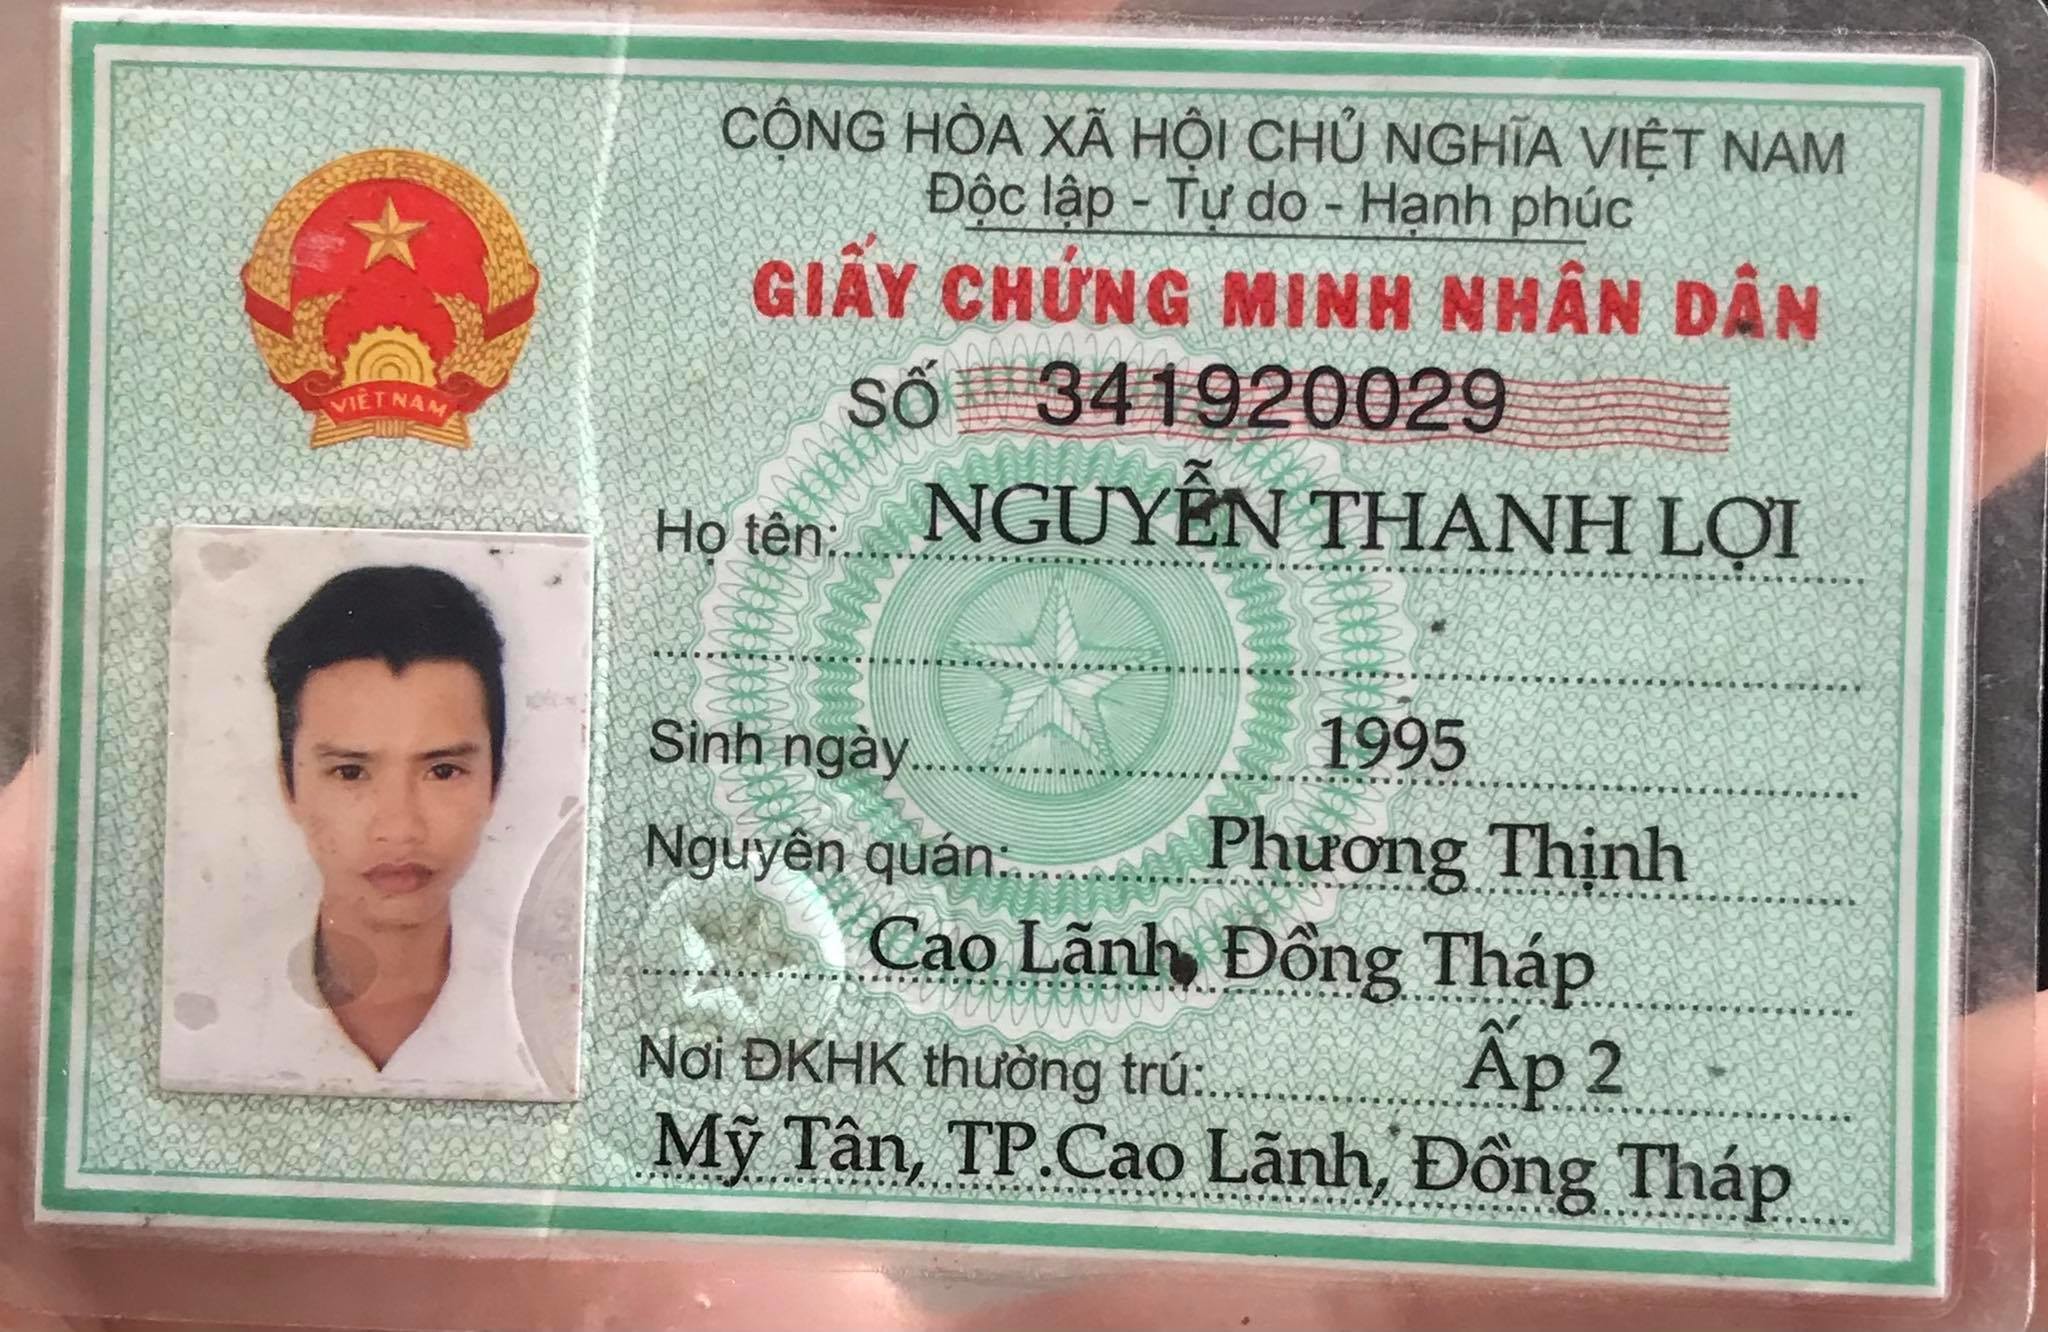 CỘNG HÒA XÃ HỘI CHỦ NGHĨA VIỆT NAM
Độc lập - Tự do - Hạnh phúc
GIẤY CHỨNG MINH NHÂN DÂN
SỐ 341920029
VIỆT NAM
Họ tên: NGUYỄN THANH LỢI
Sinh ngày 1995
Nguyên quán: Phương Thịnh
Cao Lãnh, Đồng Tháp
Nơi ĐKHK thường trú: Ấp 2
Mỹ Tân, TP.Cao Lãnh, Đồng Tháp